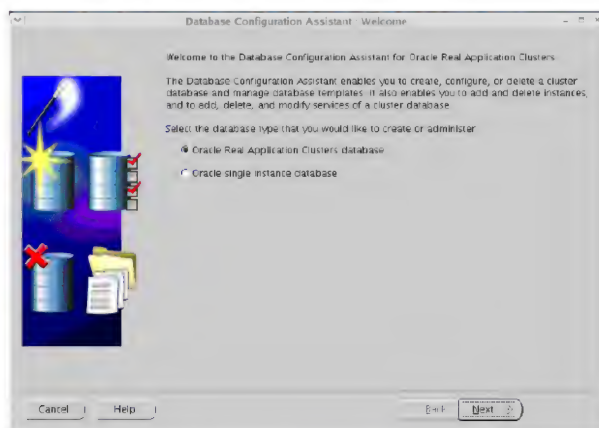 Database Configuration Assistant : Welcome
Welcome to the Database Configuration Assistant for Oracle Real Application Clusters.
The Database Configuration Assistant enables you to create, configure, or delete a cluster
database and manage database templates. It also enables you to add and delete instances,
and to add, delete, and modify services of a cluster database.
Select the database type that you would like to create or administer
Oracle Real Application Clusters database
Oracle single instance database
Cancel
Help
Back
Next